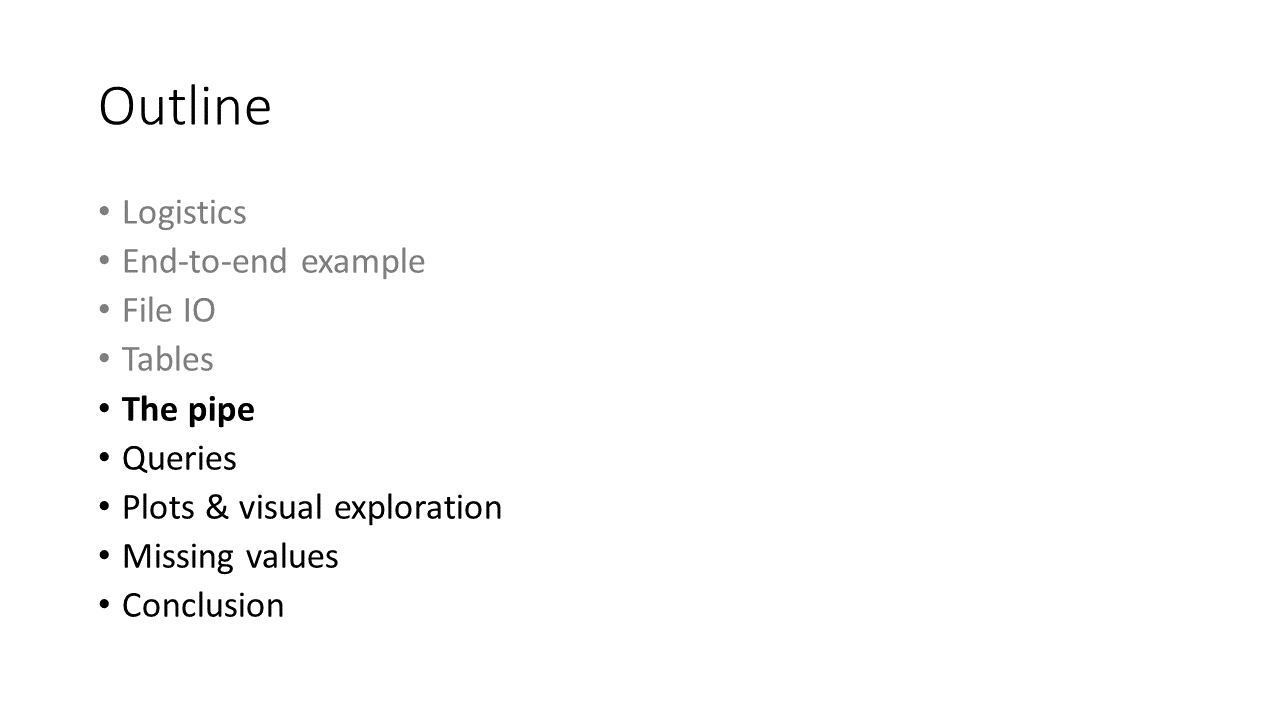 Outline
• Logistics
• End-to-end example
• File IO
• Tables
• The pipe
• Queries
• Plots & visual exploration
• Missing values
• Conclusion